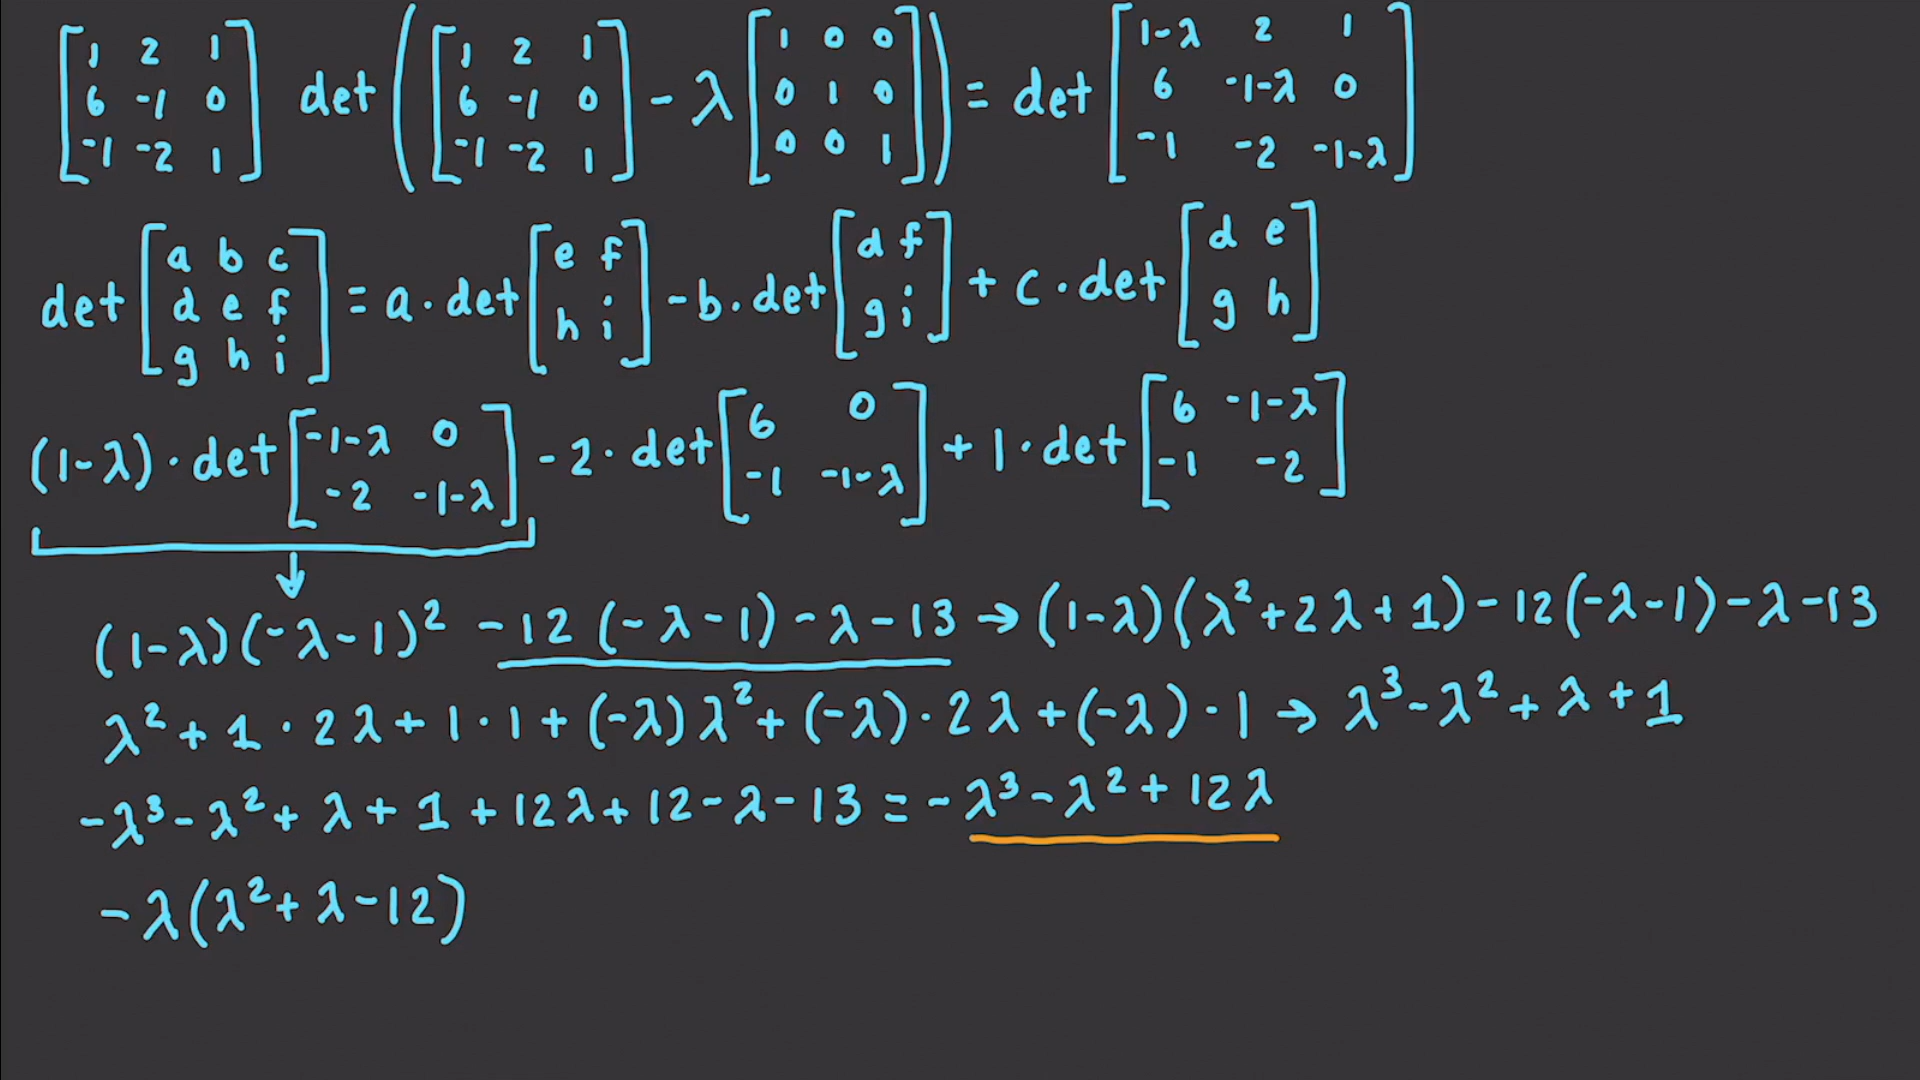 [1 2 1; 6 -1 0; -1 -2 1] det([1 2 1; 6 -1 0; -1 -2 1] - λ[1 0 0; 0 1 0; 0 0 1]) = det[1-λ 2 1; 6 -1-λ 0; -1 -2 -1-λ]
det[a b c; d e f; g h i] = a · det[e f; h i] - b · det[d f; g i] + c · det[d e; g h]
(1-λ) · det[-1-λ 0; -2 -1-λ] - 2 · det[6 0; -1 -1-λ] + 1 · det[6 -1-λ; -1 -2]
↓
(1-λ)(-λ-1)² - 12(-λ-1) - λ - 13 → (1-λ)(λ²+2λ+1) - 12(-λ-1) - λ - 13
λ² + 1 · 2λ + 1 · 1 + (-λ)λ² + (-λ) · 2λ + (-λ) · 1 → λ³ - λ² + λ + 1
-λ³ - λ² + λ + 1 + 12λ + 12 - λ - 13 = -λ³ - λ² + 12λ
-λ(λ² + λ - 12)